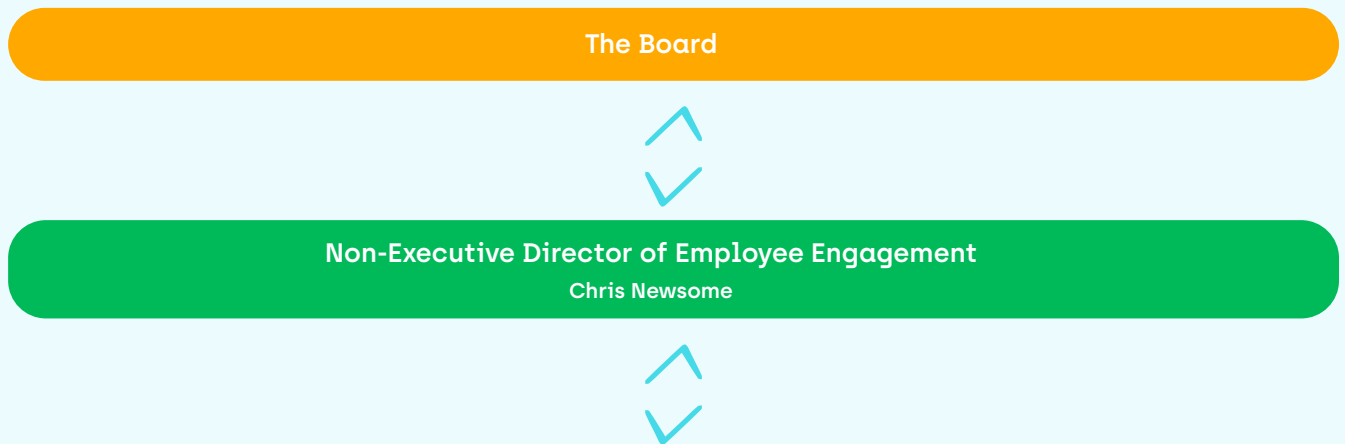 The Board
Non-Executive Director of Employee Engagement
Chris Newsome